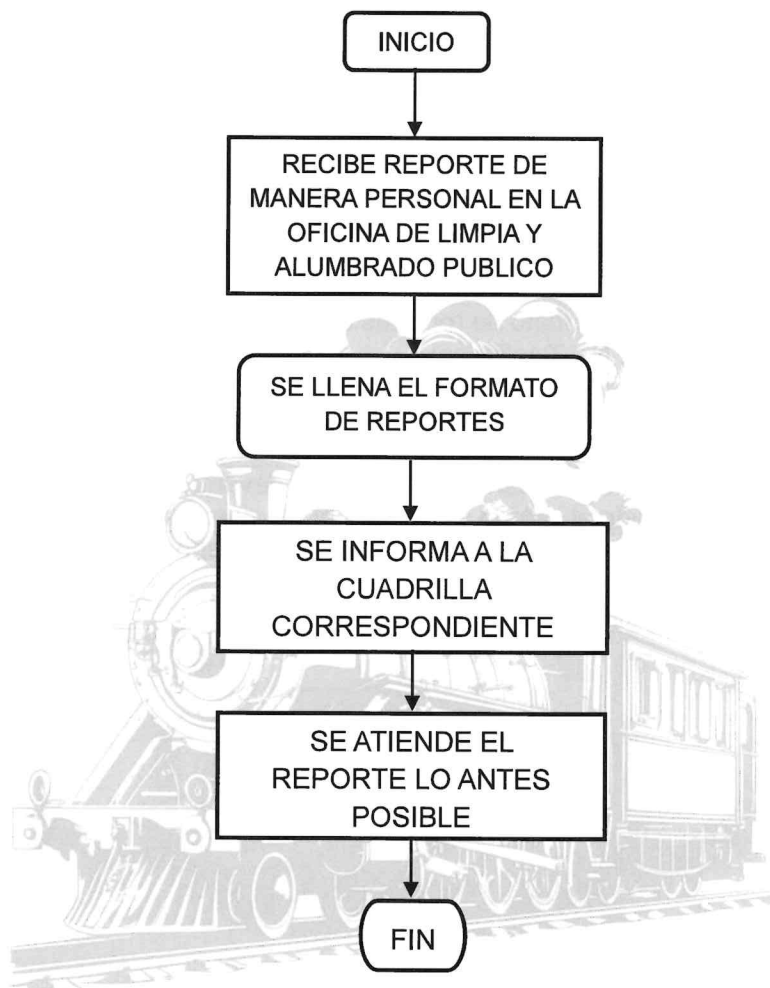 INICIO
RECIBE REPORTE DE
MANERA PERSONAL EN LA
OFICINA DE LIMPIA Y
ALUMBRADO PUBLICO
SE LLENA EL FORMATO
DE REPORTES
SE INFORMA A LA
CUADRILLA
CORRESPONDIENTE
SE ATIENDE EL
REPORTE LO ANTES
POSIBLE
FIN